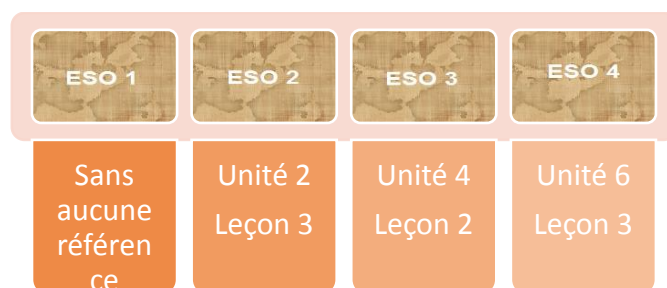 ESO 1
ESO 2
ESO 3
ESO 4
Sans
aucune
référen
ce
Unité 2
Leçon 3
Unité 4
Leçon 2
Unité 6
Leçon 3